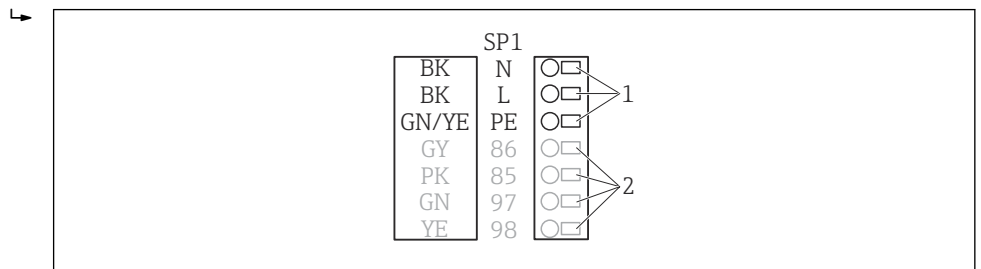 SP1
BK N
BK L 1
GN/YE PE
GY 86
PK 85 2
GN 97
YE 98